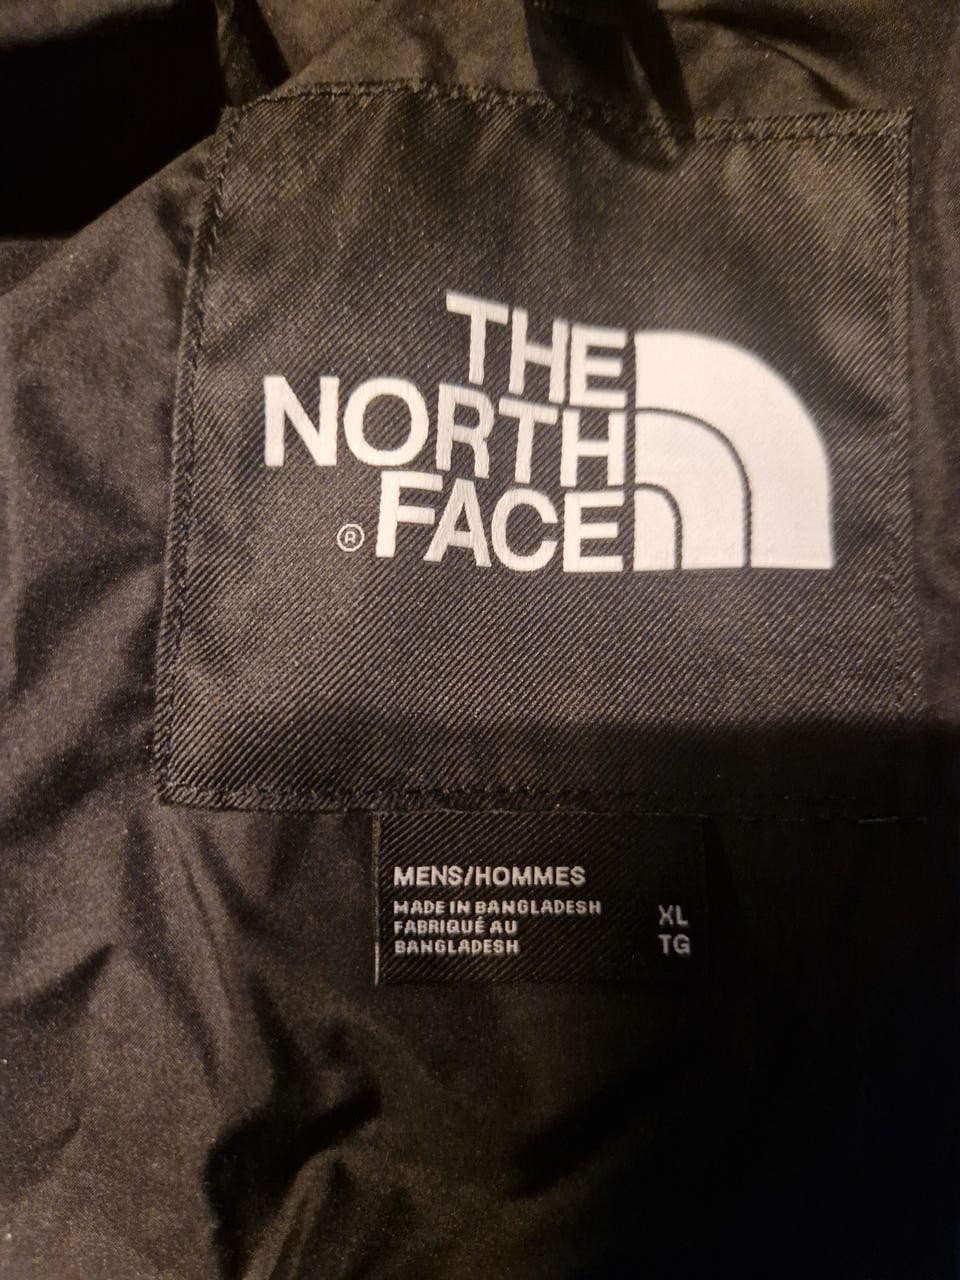 THE
NORTH
FACE
®
MENS/HOMMES
MADE IN BANGLADESH
FABRIQUÉ AU
BANGLADESH
XL
TG